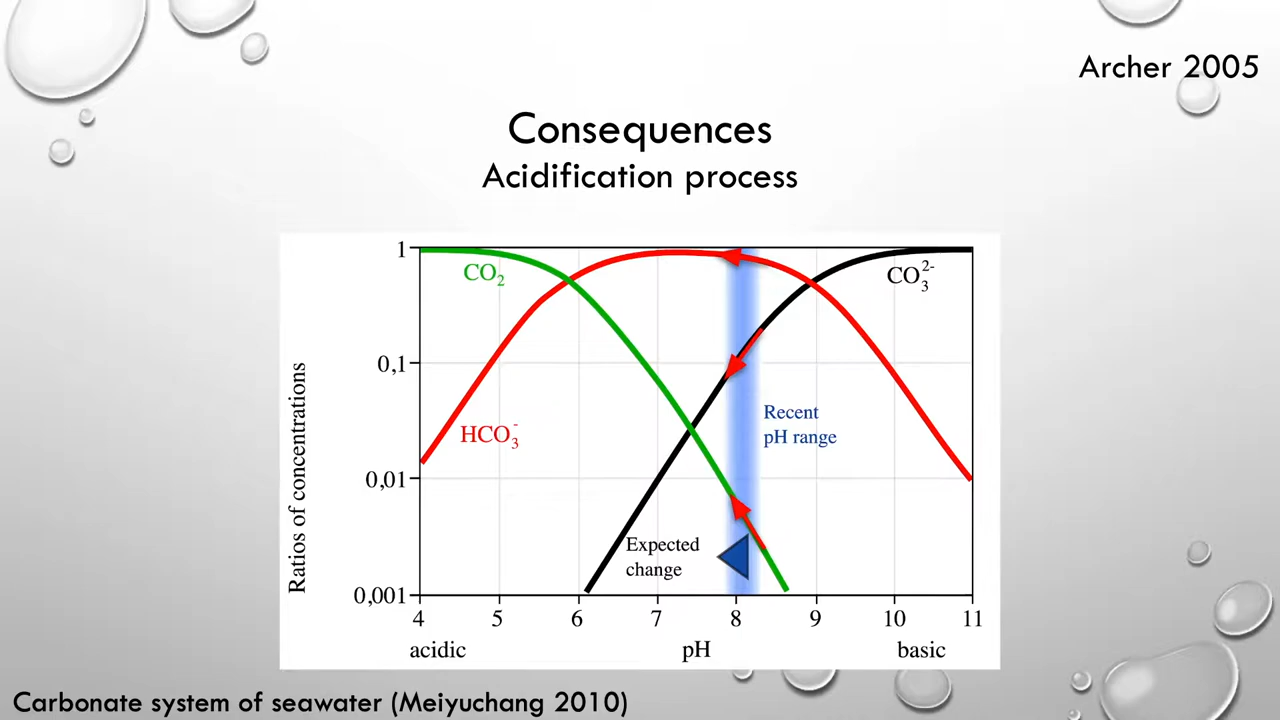 Archer 2005
Consequences
Acidification process
1
0,1
0,01
0,001
Ratios of concentrations
CO₂
HCO₃⁻
CO₃²⁻
Recent
pH range
Expected
change
4 5 6 7 8 9 10 11
acidic pH basic
Carbonate system of seawater (Meiyuchang 2010)